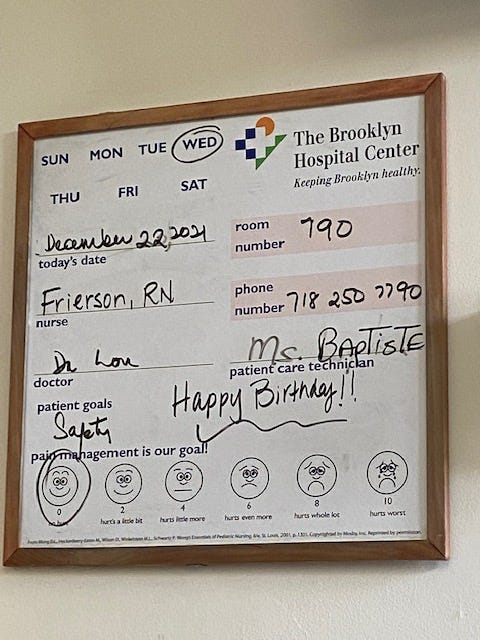 SUN MON TUE WED
THU FRI SAT
The Brooklyn
Hospital Center
Keeping Brooklyn healthy.
December 22, 2021
today's date
room
number 790
Frierson, RN
nurse
phone
number 718 250 7790
Dr Lou
doctor
Ms. BAPTISTE
patient care technician
patient goals
Happy Birthday!!
Safety
pain management is our goal!
0 2 4 6 8 10
hurts a little bit hurts little more hurts even more hurts whole lot hurts worst